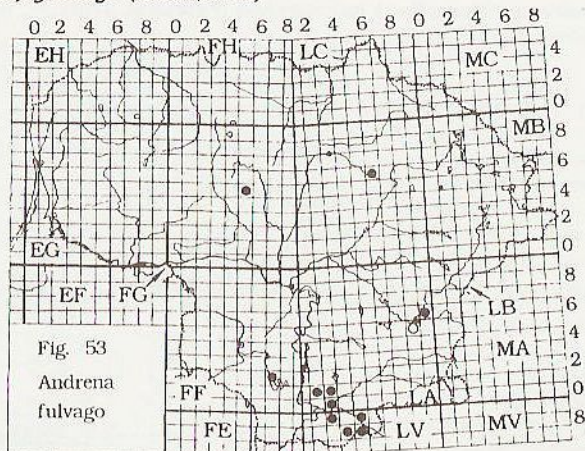 0 2 4 6 8 0 2 4 6 8 2 4 6 8 0 2 4 6 8
EH FH LC MC 4
2
0
MB 8
6
4
2
EG 0
EF FG LB 8
6
Fig. 53 MA 4
Andrena 2
fulvago FF LA 0
FE LV MV 8